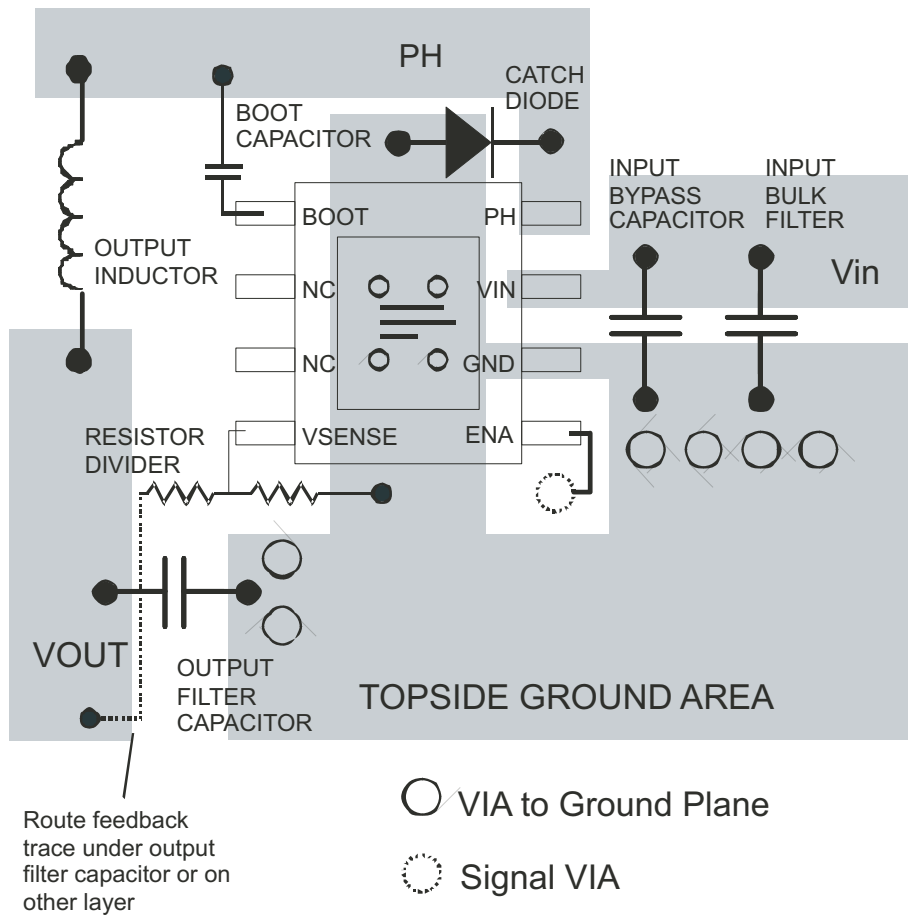 PH
CATCH
DIODE
BOOT
CAPACITOR
INPUT
BYPASS
CAPACITOR
INPUT
BULK
FILTER
BOOT
PH
OUTPUT
INDUCTOR
NC
VIN
Vin
NC
GND
RESISTOR
DIVIDER
VSENSE
ENA
VOUT
OUTPUT
FILTER
CAPACITOR
TOPSIDE GROUND AREA
Route feedback
trace under output
filter capacitor or on
other layer
VIA to Ground Plane
Signal VIA